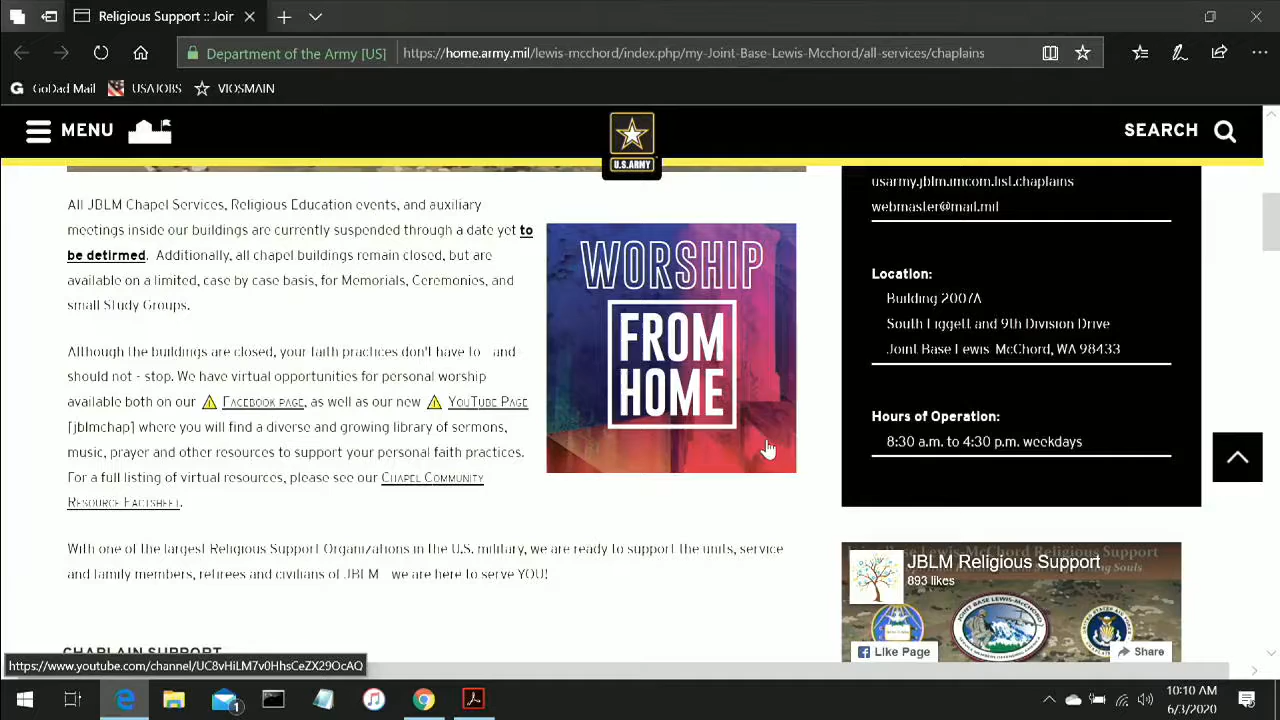 Religious Support :: Joir
Department of the Army [US]
https://home.army.mil/lewis-mcchord/index.php/my-Joint-Base-Lewis-Mcchord/all-services/chaplains
G GoDad Mail USAJOBS VIOSMAIN
MENU
U.S.ARMY
SEARCH
All JBLM Chapel Services, Religious Education events, and auxiliary
meetings inside our buildings are currently suspended through a date yet to
be detirmed. Additionally, all chapel buildings remain closed, but are
available on a limited, case by case basis, for Memorials, Ceremonies, and
small Study Groups.
Although the buildings are closed, your faith practices don't have to - and
should not - stop. We have virtual opportunities for personal worship
available both on our Facebook page, as well as our new YouTube Page
[jblmchap] where you will find a diverse and growing library of sermons,
music, prayer and other resources to support your personal faith practices.
For a full listing of virtual resources, please see our Chapel Community
Resource Factsheet.
With one of the largest Religious Support Organizations in the U.S. military, we are ready to support the units, service
and family members, retirees and civilians of JBLM - we are here to serve YOU!
CHAPLAIN SUPPORT
WORSHIP
FROM
HOME
usarmy.jblm.imcom.list.chaplains
webmaster@mail.mil
Location:
Building 2007A
South Liggett and 9th Division Drive
Joint Base Lewis-McChord, WA 98433
Hours of Operation:
8:30 a.m. to 4:30 p.m. weekdays
JBLM Religious Support
893 likes
Like Page
Share
https://www.youtube.com/channel/UC8vHiLM7v0HhsCeZX29OcAQ
1
10:10 AM
6/3/2020